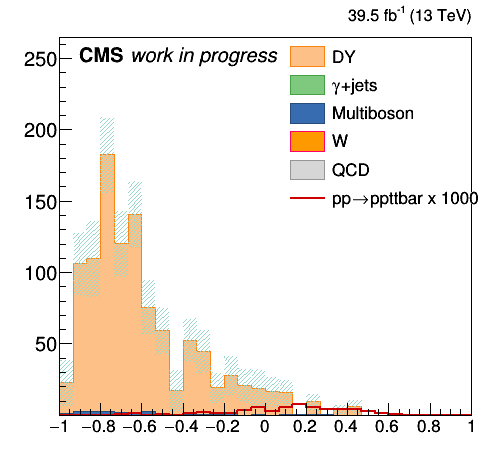 39.5 fb⁻¹ (13 TeV)
CMS work in progress
DY
γ+jets
Multiboson
W
QCD
pp→ppttbar x 1000
250
200
150
100
50
−1 −0.8 −0.6 −0.4 −0.2 0 0.2 0.4 0.6 0.8 1